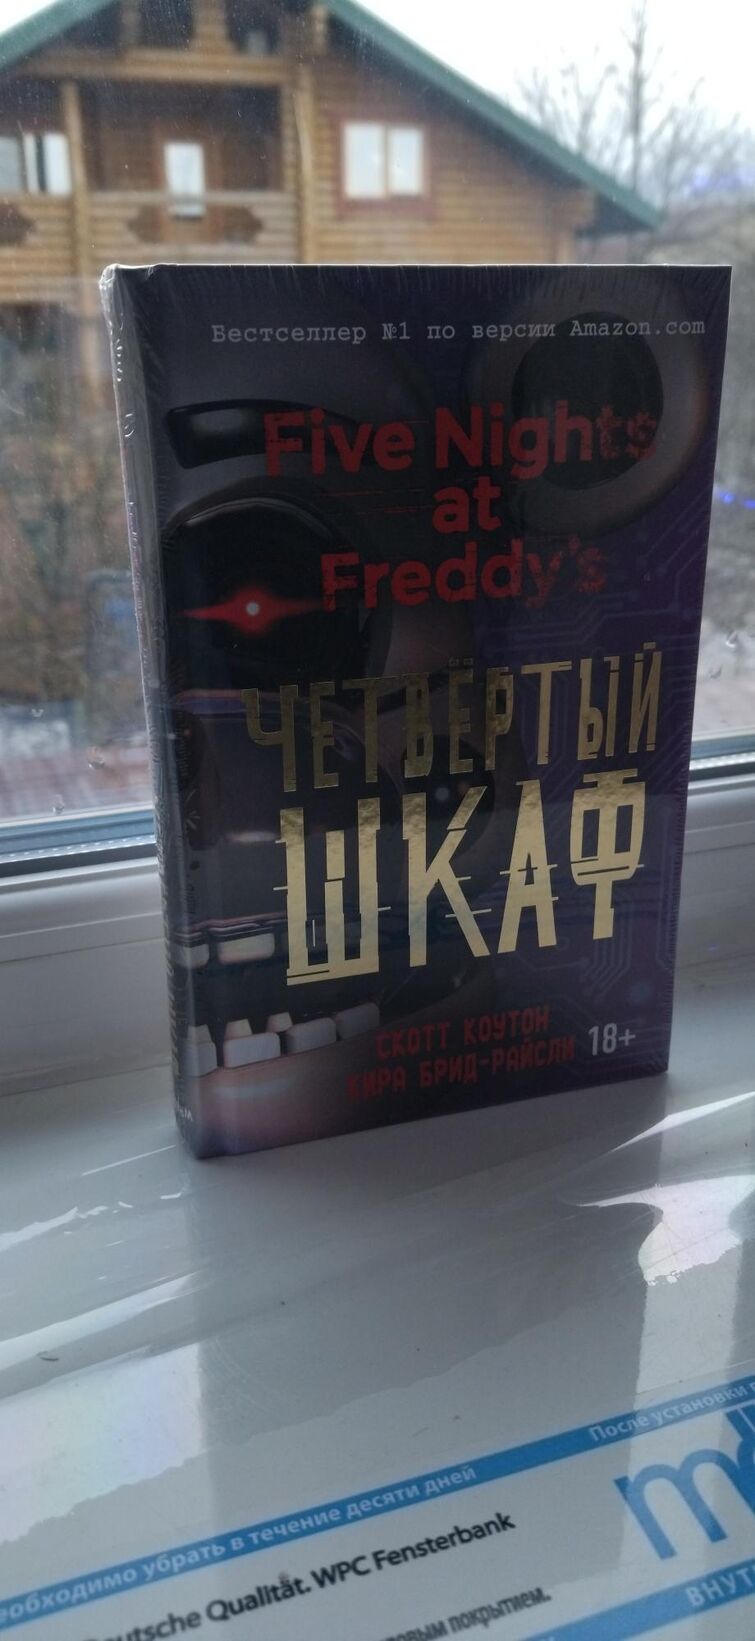 Бестселлер №1 по версии Amazon.com
Five Nights
at
Freddy's
ЧЕТВЁРТЫЙ
ШКАФ
СКОТТ КОУТОН
КИРА БРИД-РАЙСЛИ
18+
После установки
необходимо убрать в течение десяти дней
Deutsche Qualität. WPC Fensterbank
покрытием.